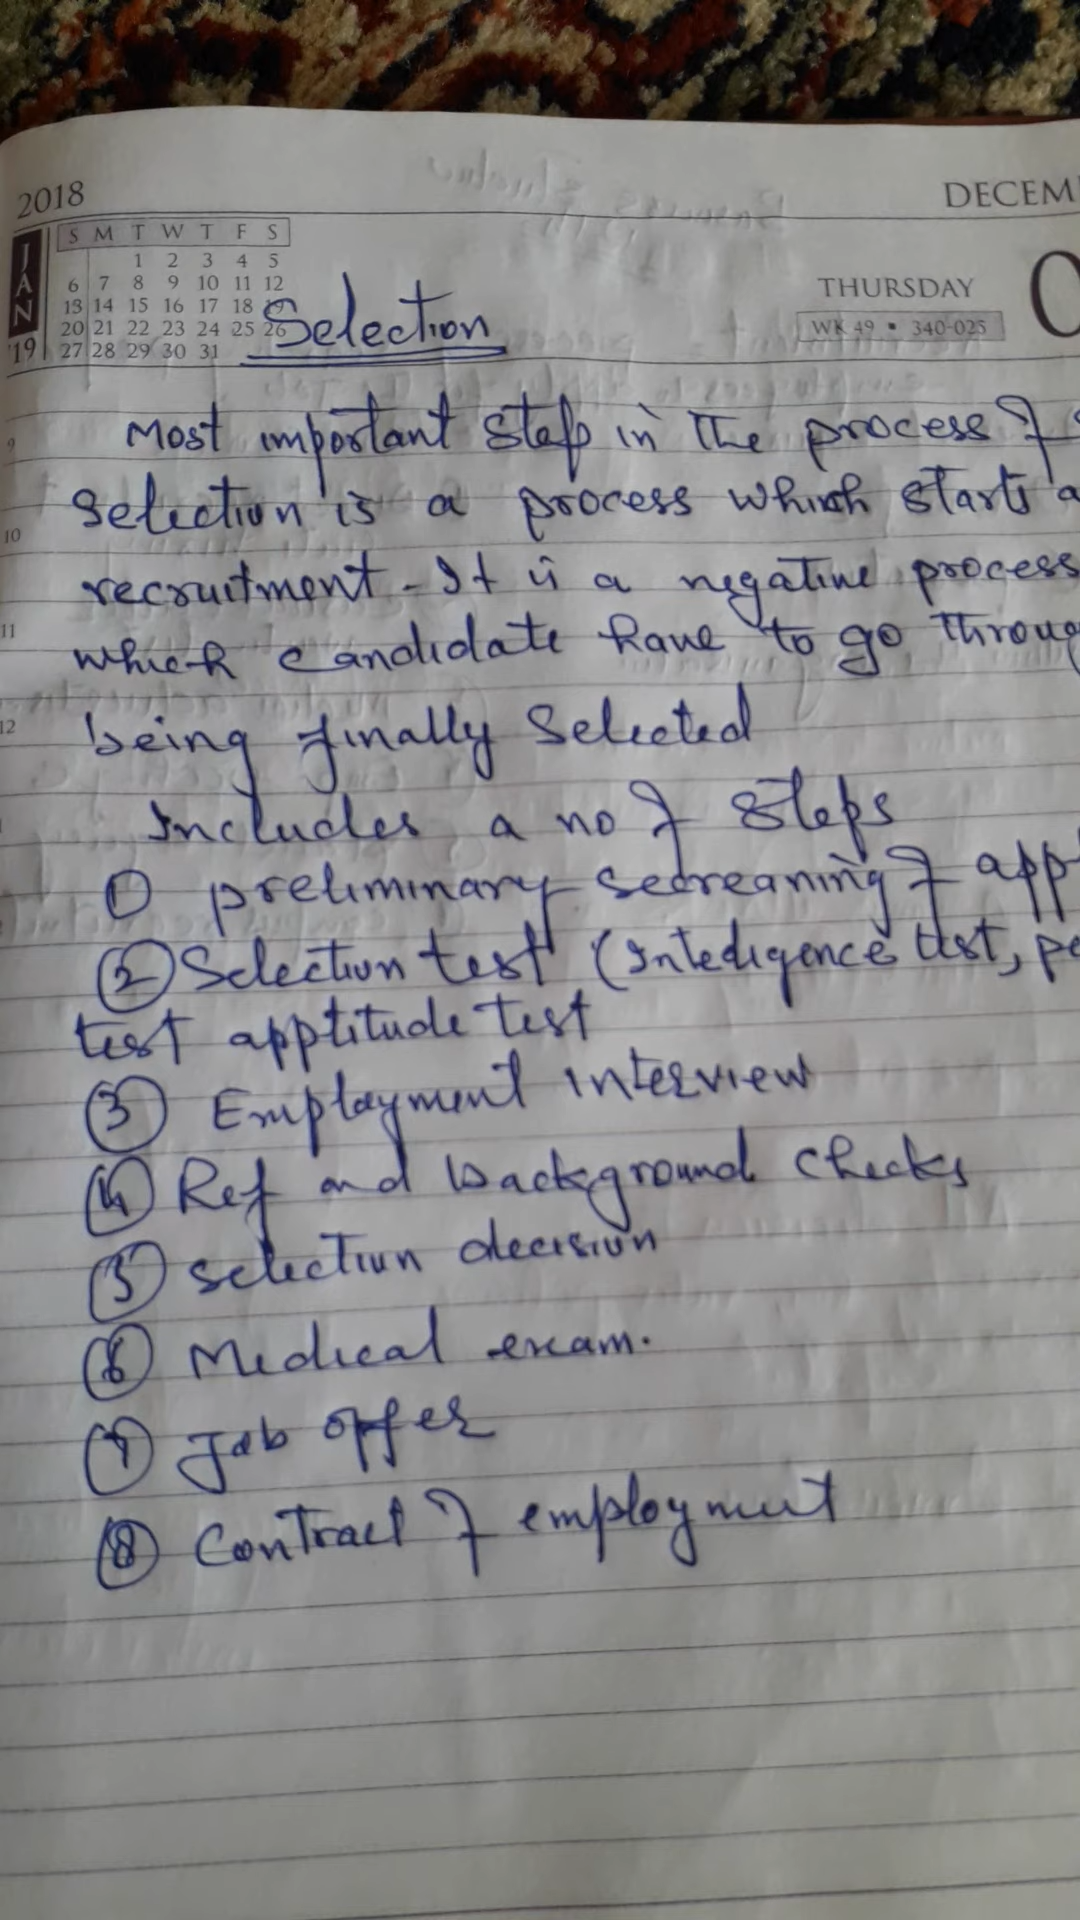 2018
DECEM
S M T W T F S
1 2 3 4 5
6 7 8 9 10 11 12
13 14 15 16 17 18 19
20 21 22 23 24 25 26
27 28 29 30 31
JAN '19
THURSDAY
WK 49 • 340-025
Selection
Most important step in the process of
Selection is a process which starts a
recruitment - It is a negative process
which candidate have to go throug
being finally Selected
Includes a no of steps
① preliminary secreaning of app
② Selection test (Intedigence test, pe
test apptitude test
③ Employment interview
④ Ref and background checks
⑤ selection decision
⑥ Medical exam.
⑦ Job offer
⑧ Contract of employment
9
10
11
12